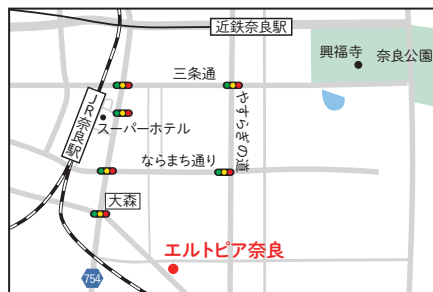 近鉄奈良駅
興福寺
奈良公園
三条通
JR奈良駅
スーパーホテル
やすらぎの道
ならまち通り
大森
エルトピア奈良
754